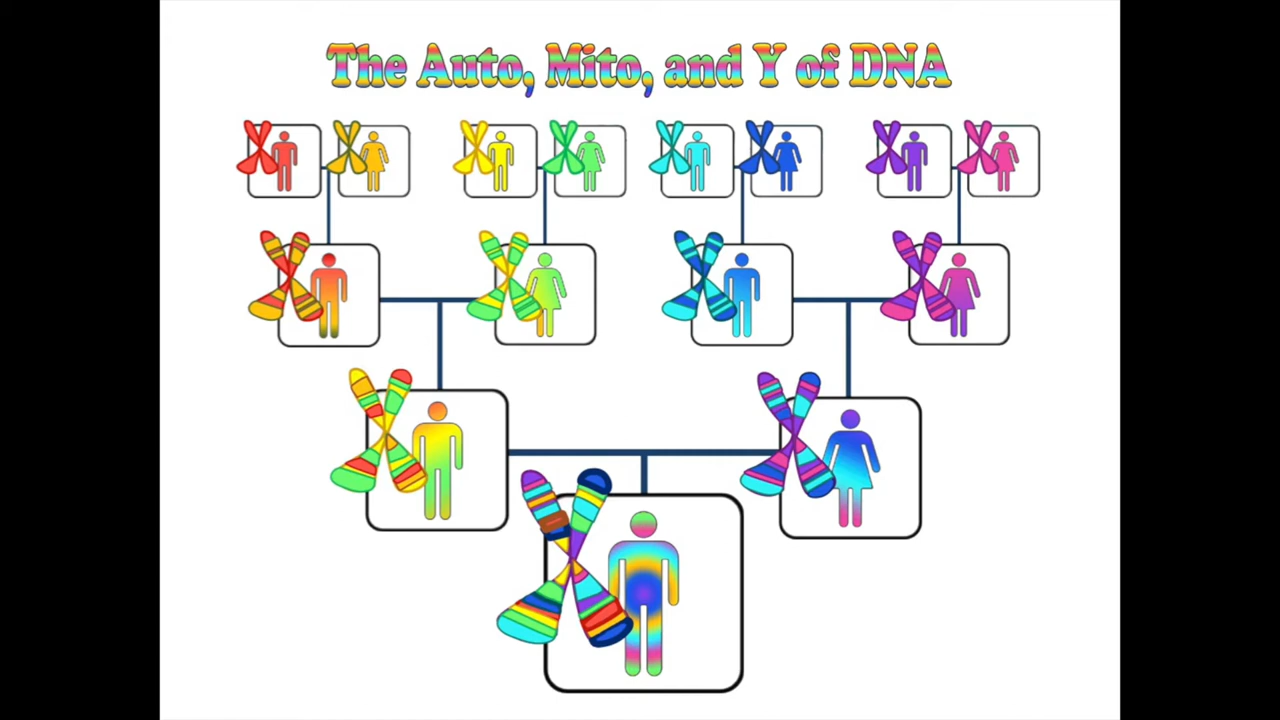 The Auto, Mito, and Y of DNA